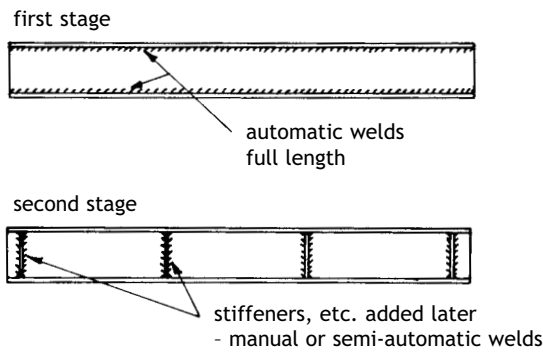 first stage
automatic welds
full length
second stage
stiffeners, etc. added later
– manual or semi-automatic welds